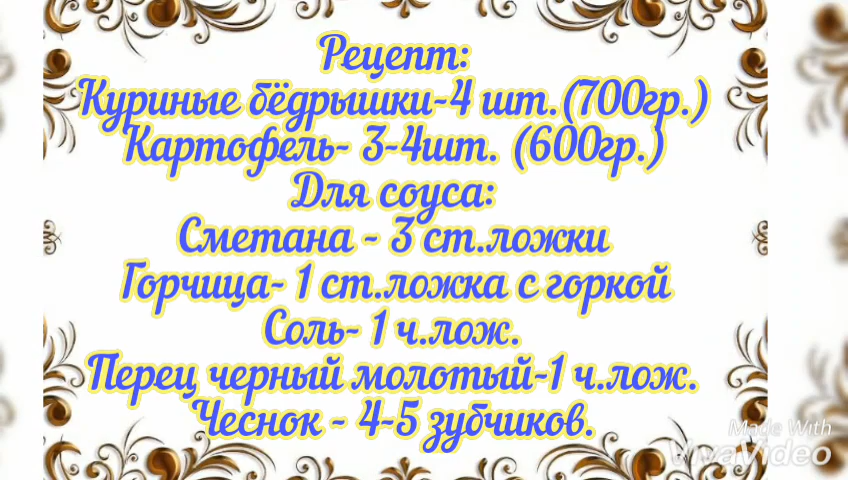 Рецепт:
Куриные бёдрышки-4 шт.(700гр.)
Картофель- 3-4шт. (600гр.)
Для соуса:
Сметана - 3 ст.ложки
Горчица- 1 ст.ложка с горкой
Соль- 1 ч.лож.
Перец черный молотый-1 ч.лож.
Чеснок - 4-5 зубчиков.
Made With
VivaVideo